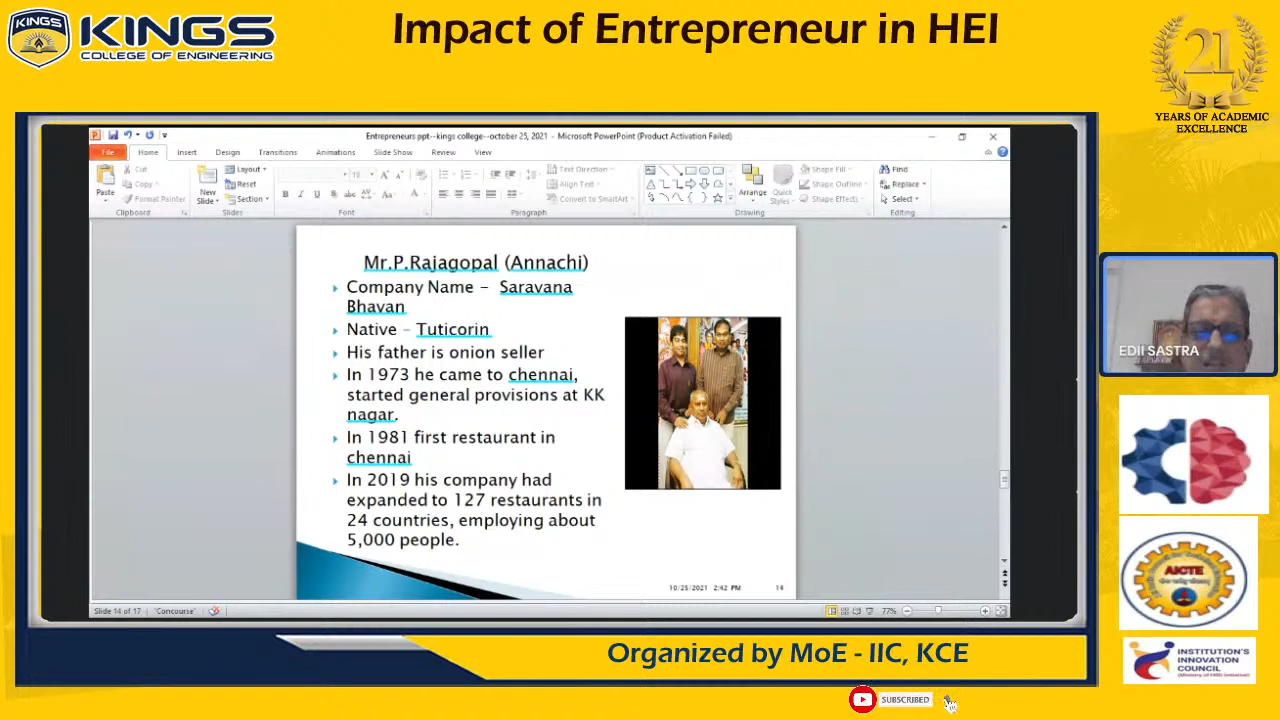 KINGS
COLLEGE OF ENGINEERING
Impact of Entrepreneur in HEI
21
YEARS OF ACADEMIC
EXCELLENCE
Entrepreneurs ppt--kings college--october 25, 2021 - Microsoft PowerPoint (Product Activation Failed)
File Home Insert Design Transitions Animations Slide Show Review View
Paste
Cut
Copy
Format Painter
Clipboard
New
Slide
Layout
Reset
Section
Slides
Font
Text Direction
Align Text
Convert to SmartArt
Paragraph
Arrange
Quick
Styles
Shape Fill
Shape Outline
Shape Effects
Drawing
Find
Replace
Select
Editing
Mr.P.Rajagopal (Annachi)
Company Name – Saravana
Bhavan
Native – Tuticorin
His father is onion seller
In 1973 he came to chennai,
started general provisions at KK
nagar.
In 1981 first restaurant in
chennai
In 2019 his company had
expanded to 127 restaurants in
24 countries, employing about
5,000 people.
10/25/2021 2:42 PM 14
Slide 14 of 17 "Concourse" 77%
EDII SASTRA
AICTE
INSTITUTION'S
INNOVATION
COUNCIL
(Ministry of HRD Initiative)
Organized by MoE - IIC, KCE
SUBSCRIBED